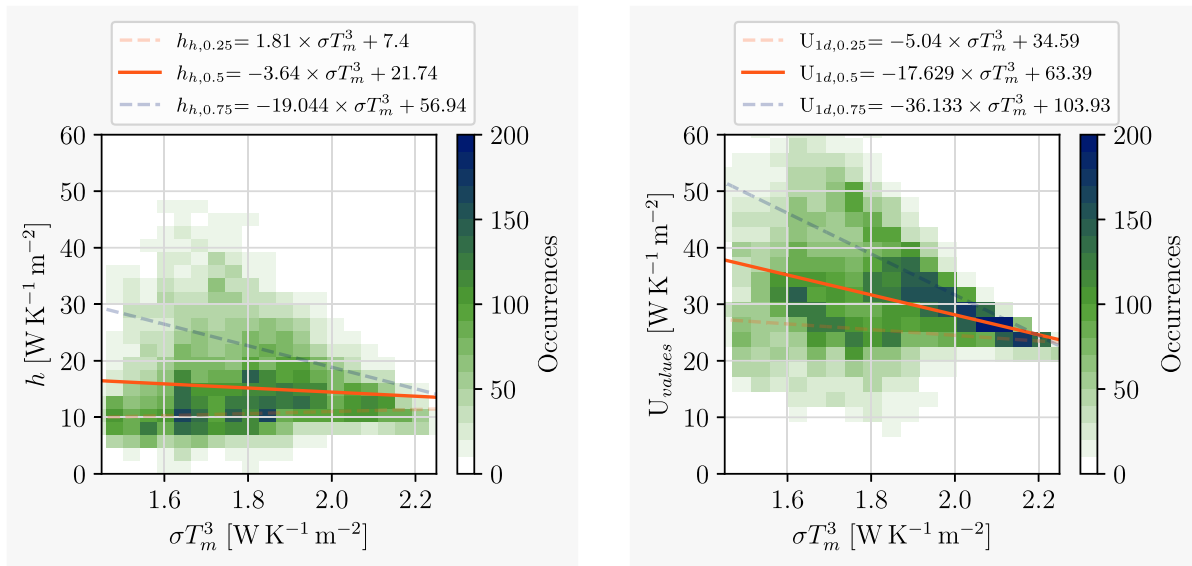 h_{h,0.25}= 1.81 × σT_m^3 + 7.4
h_{h,0.5}= −3.64 × σT_m^3 + 21.74
h_{h,0.75}= −19.044 × σT_m^3 + 56.94
60
50
40
30
20
10
0
h [W K^{−1} m^{−2}]
1.6 1.8 2.0 2.2
σT_m^3 [W K^{−1} m^{−2}]
200
150
100
50
0
Occurrences
U_{1d,0.25}= −5.04 × σT_m^3 + 34.59
U_{1d,0.5}= −17.629 × σT_m^3 + 63.39
U_{1d,0.75}= −36.133 × σT_m^3 + 103.93
60
50
40
30
20
10
0
U_{values} [W K^{−1} m^{−2}]
1.6 1.8 2.0 2.2
σT_m^3 [W K^{−1} m^{−2}]
200
150
100
50
0
Occurrences